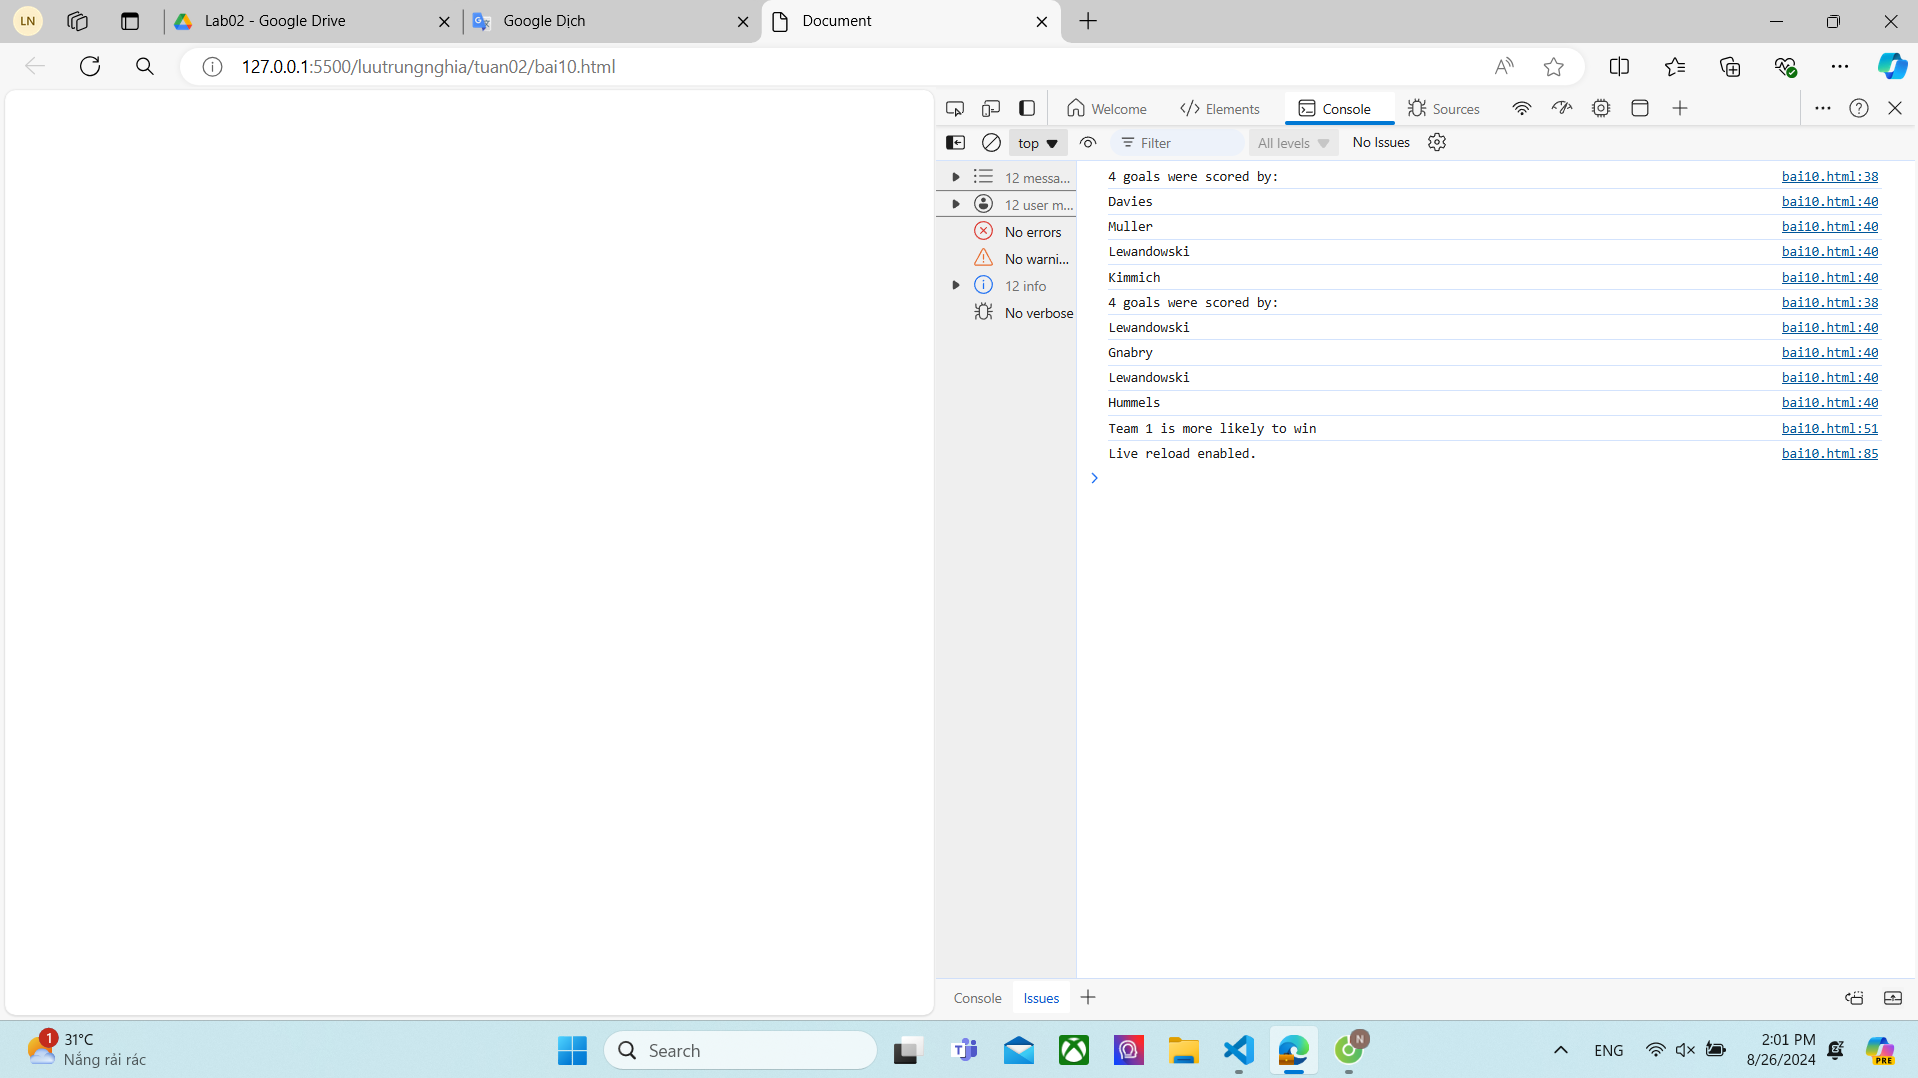 LN
Lab02 - Google Drive
Google Dịch
Document
127.0.0.1:5500/luutrungnghia/tuan02/bai10.html
Welcome
Elements
Console
Sources
top
Filter
All levels
No Issues
12 messa...
12 user m...
No errors
No warni...
12 info
No verbose
4 goals were scored by: bai10.html:38
Davies bai10.html:40
Muller bai10.html:40
Lewandowski bai10.html:40
Kimmich bai10.html:40
4 goals were scored by: bai10.html:38
Lewandowski bai10.html:40
Gnabry bai10.html:40
Lewandowski bai10.html:40
Hummels bai10.html:40
Team 1 is more likely to win bai10.html:51
Live reload enabled. bai10.html:85
Console
Issues
1
31°C
Nắng rải rác
Search
N
ENG
2:01 PM
8/26/2024
PRE